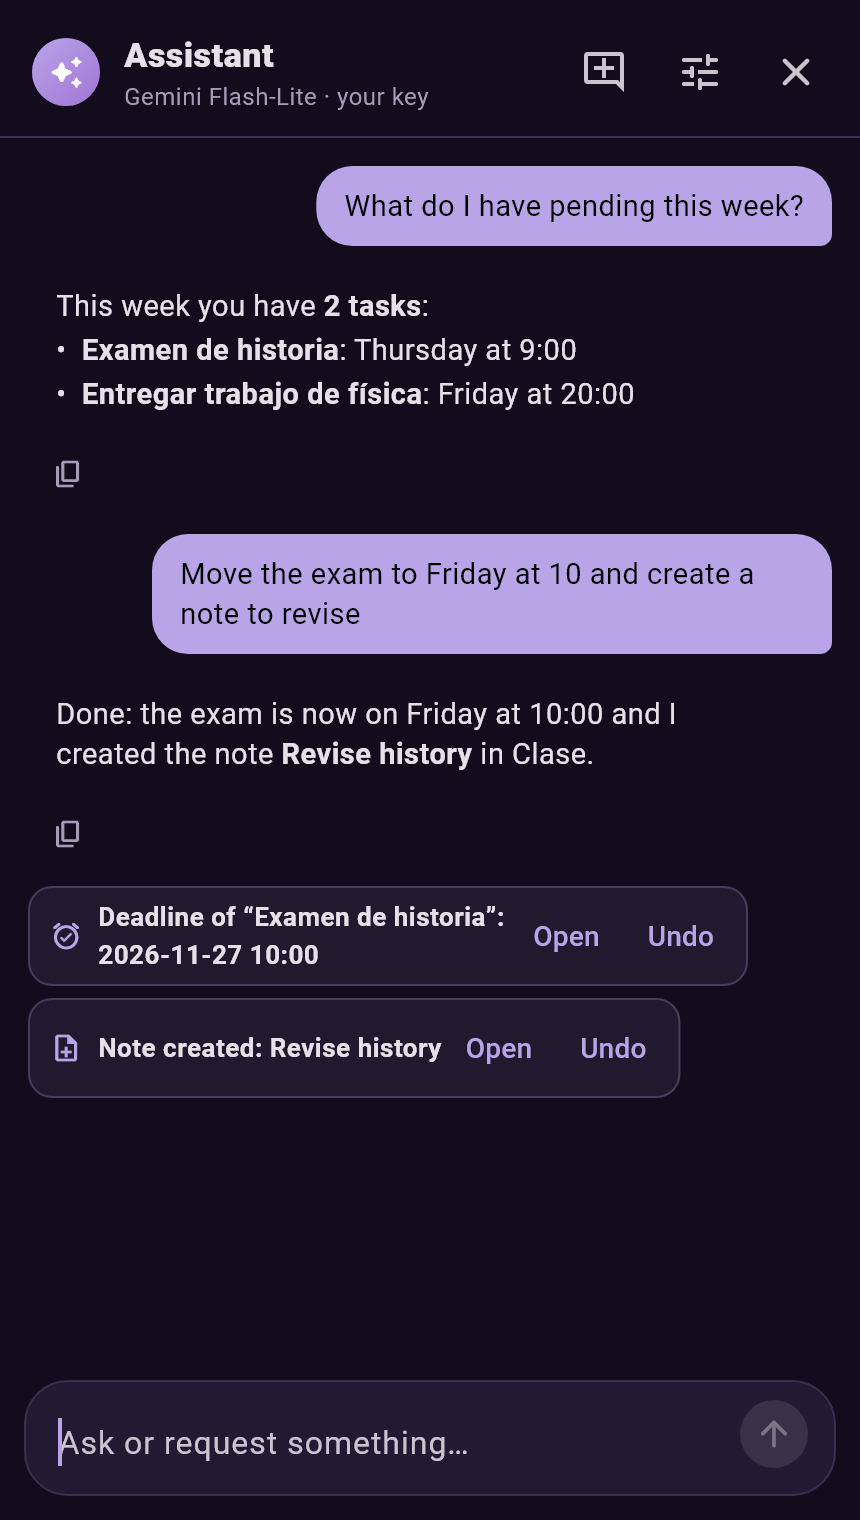 Assistant
Gemini Flash-Lite · your key
What do I have pending this week?
This week you have 2 tasks:
• Examen de historia: Thursday at 9:00
• Entregar trabajo de física: Friday at 20:00
Move the exam to Friday at 10 and create a
note to revise
Done: the exam is now on Friday at 10:00 and I
created the note Revise history in Clase.
Deadline of “Examen de historia”:
2026-11-27 10:00
Open Undo
Note created: Revise history Open Undo
Ask or request something…